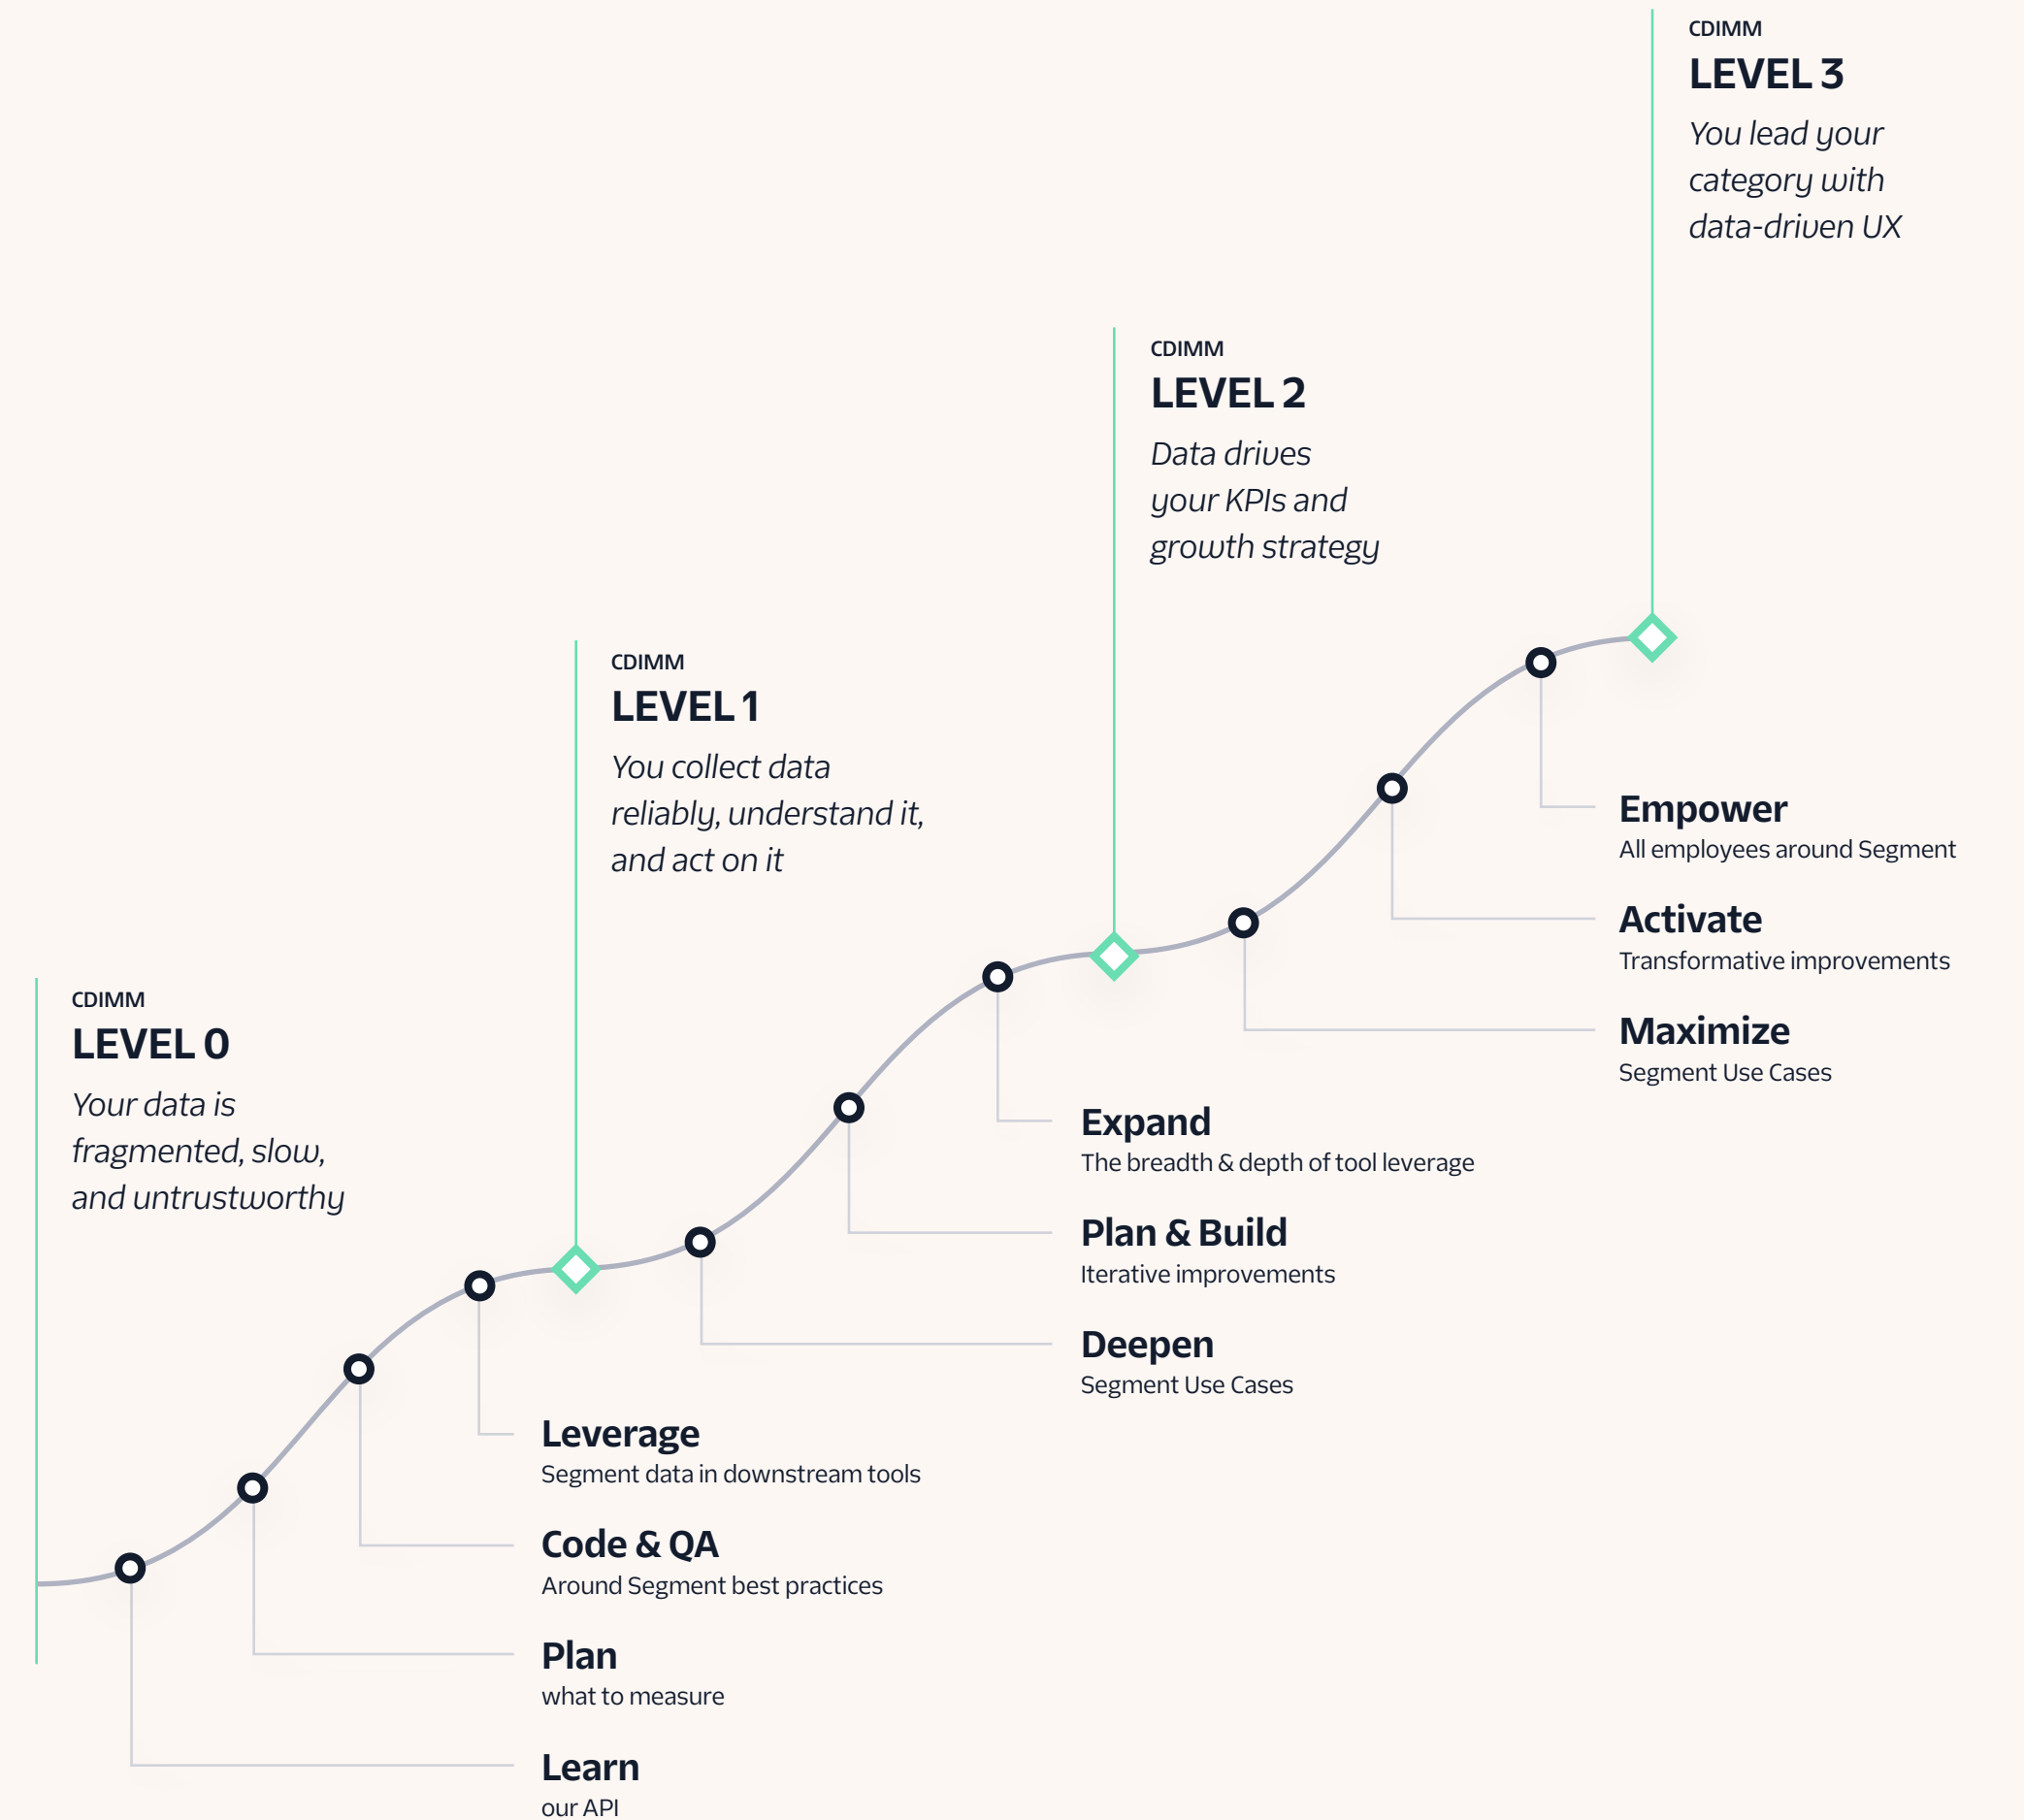 CDIMM
LEVEL 3
You lead your
category with
data-driven UX
CDIMM
LEVEL 2
Data drives
your KPIs and
growth strategy
CDIMM
LEVEL 1
You collect data
reliably, understand it,
and act on it
Empower
All employees around Segment
Activate
Transformative improvements
Maximize
Segment Use Cases
CDIMM
LEVEL 0
Your data is
fragmented, slow,
and untrustworthy
Expand
The breadth & depth of tool leverage
Plan & Build
Iterative improvements
Deepen
Segment Use Cases
Leverage
Segment data in downstream tools
Code & QA
Around Segment best practices
Plan
what to measure
Learn
our API